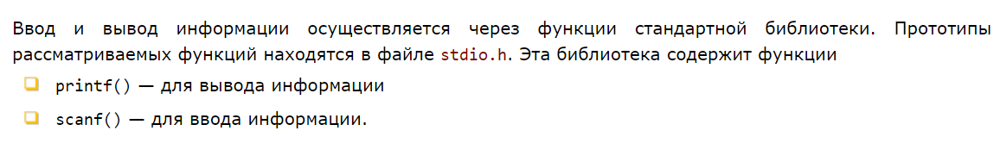 Ввод и вывод информации осуществляется через функции стандартной библиотеки. Прототипы
рассматриваемых функций находятся в файле stdio.h. Эта библиотека содержит функции
printf() — для вывода информации
scanf() — для ввода информации.